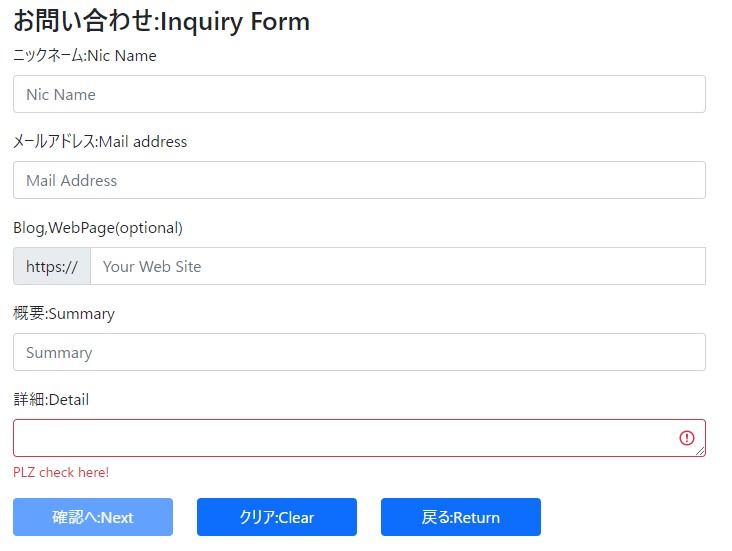 お問い合わせ:Inquiry Form
ニックネーム:Nic Name
Nic Name
メールアドレス:Mail address
Mail Address
Blog,WebPage(optional)
https:// Your Web Site
概要:Summary
Summary
詳細:Detail
PLZ check here!
確認へ:Next クリア:Clear 戻る:Return